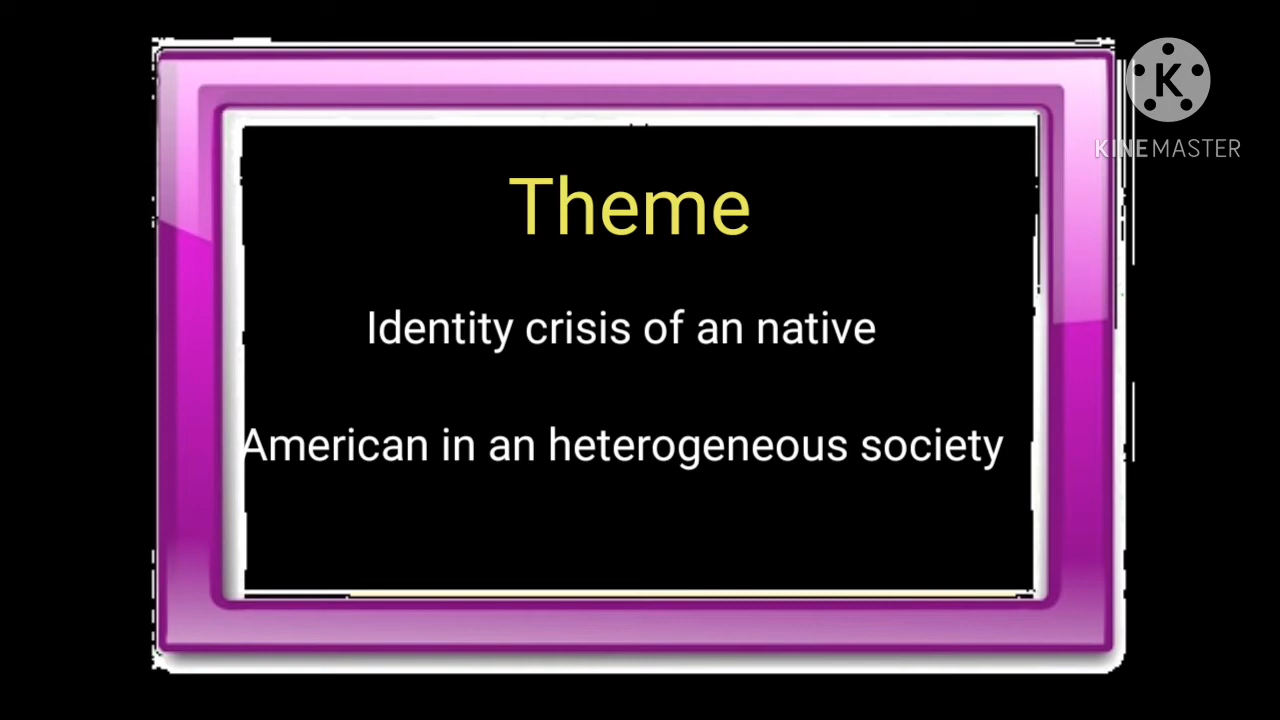 K
KINEMASTER
Theme
Identity crisis of an native
American in an heterogeneous society